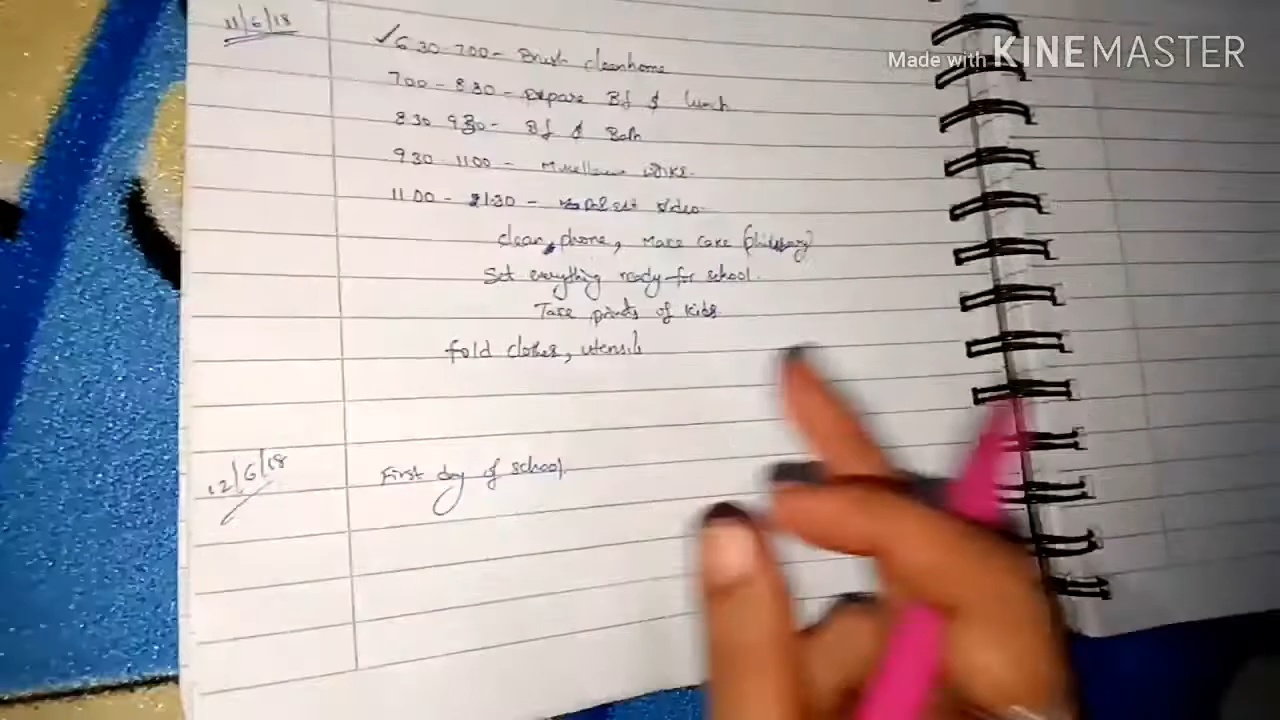 Made with KINEMASTER
11/6/18
✓6 30 7.00 - Brush clean home
7.00 - 8 30 - prepare Bf & lunch
8 30 9 30 - Bf & Bath
9 30 11 00 - works.
11 00 - 1.30 - video
clean phone, Make cake
Set everything ready for school.
Take prints of kids
fold clothes, utensils
12/6/18
First day of school